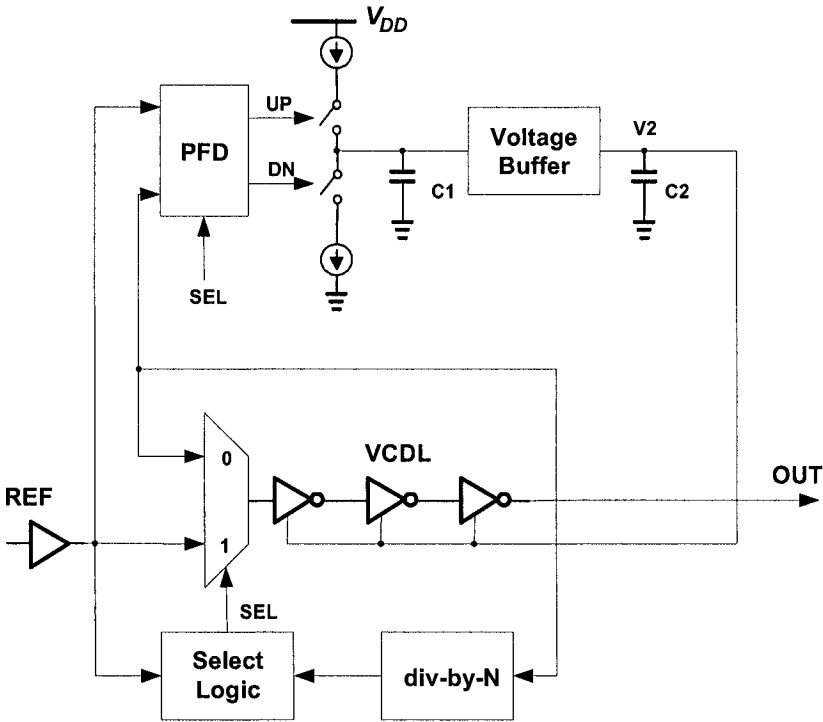 VDD
UP
PFD
DN
SEL
C1
Voltage
Buffer
V2
C2
REF
0
1
VCDL
OUT
SEL
Select
Logic
div-by-N